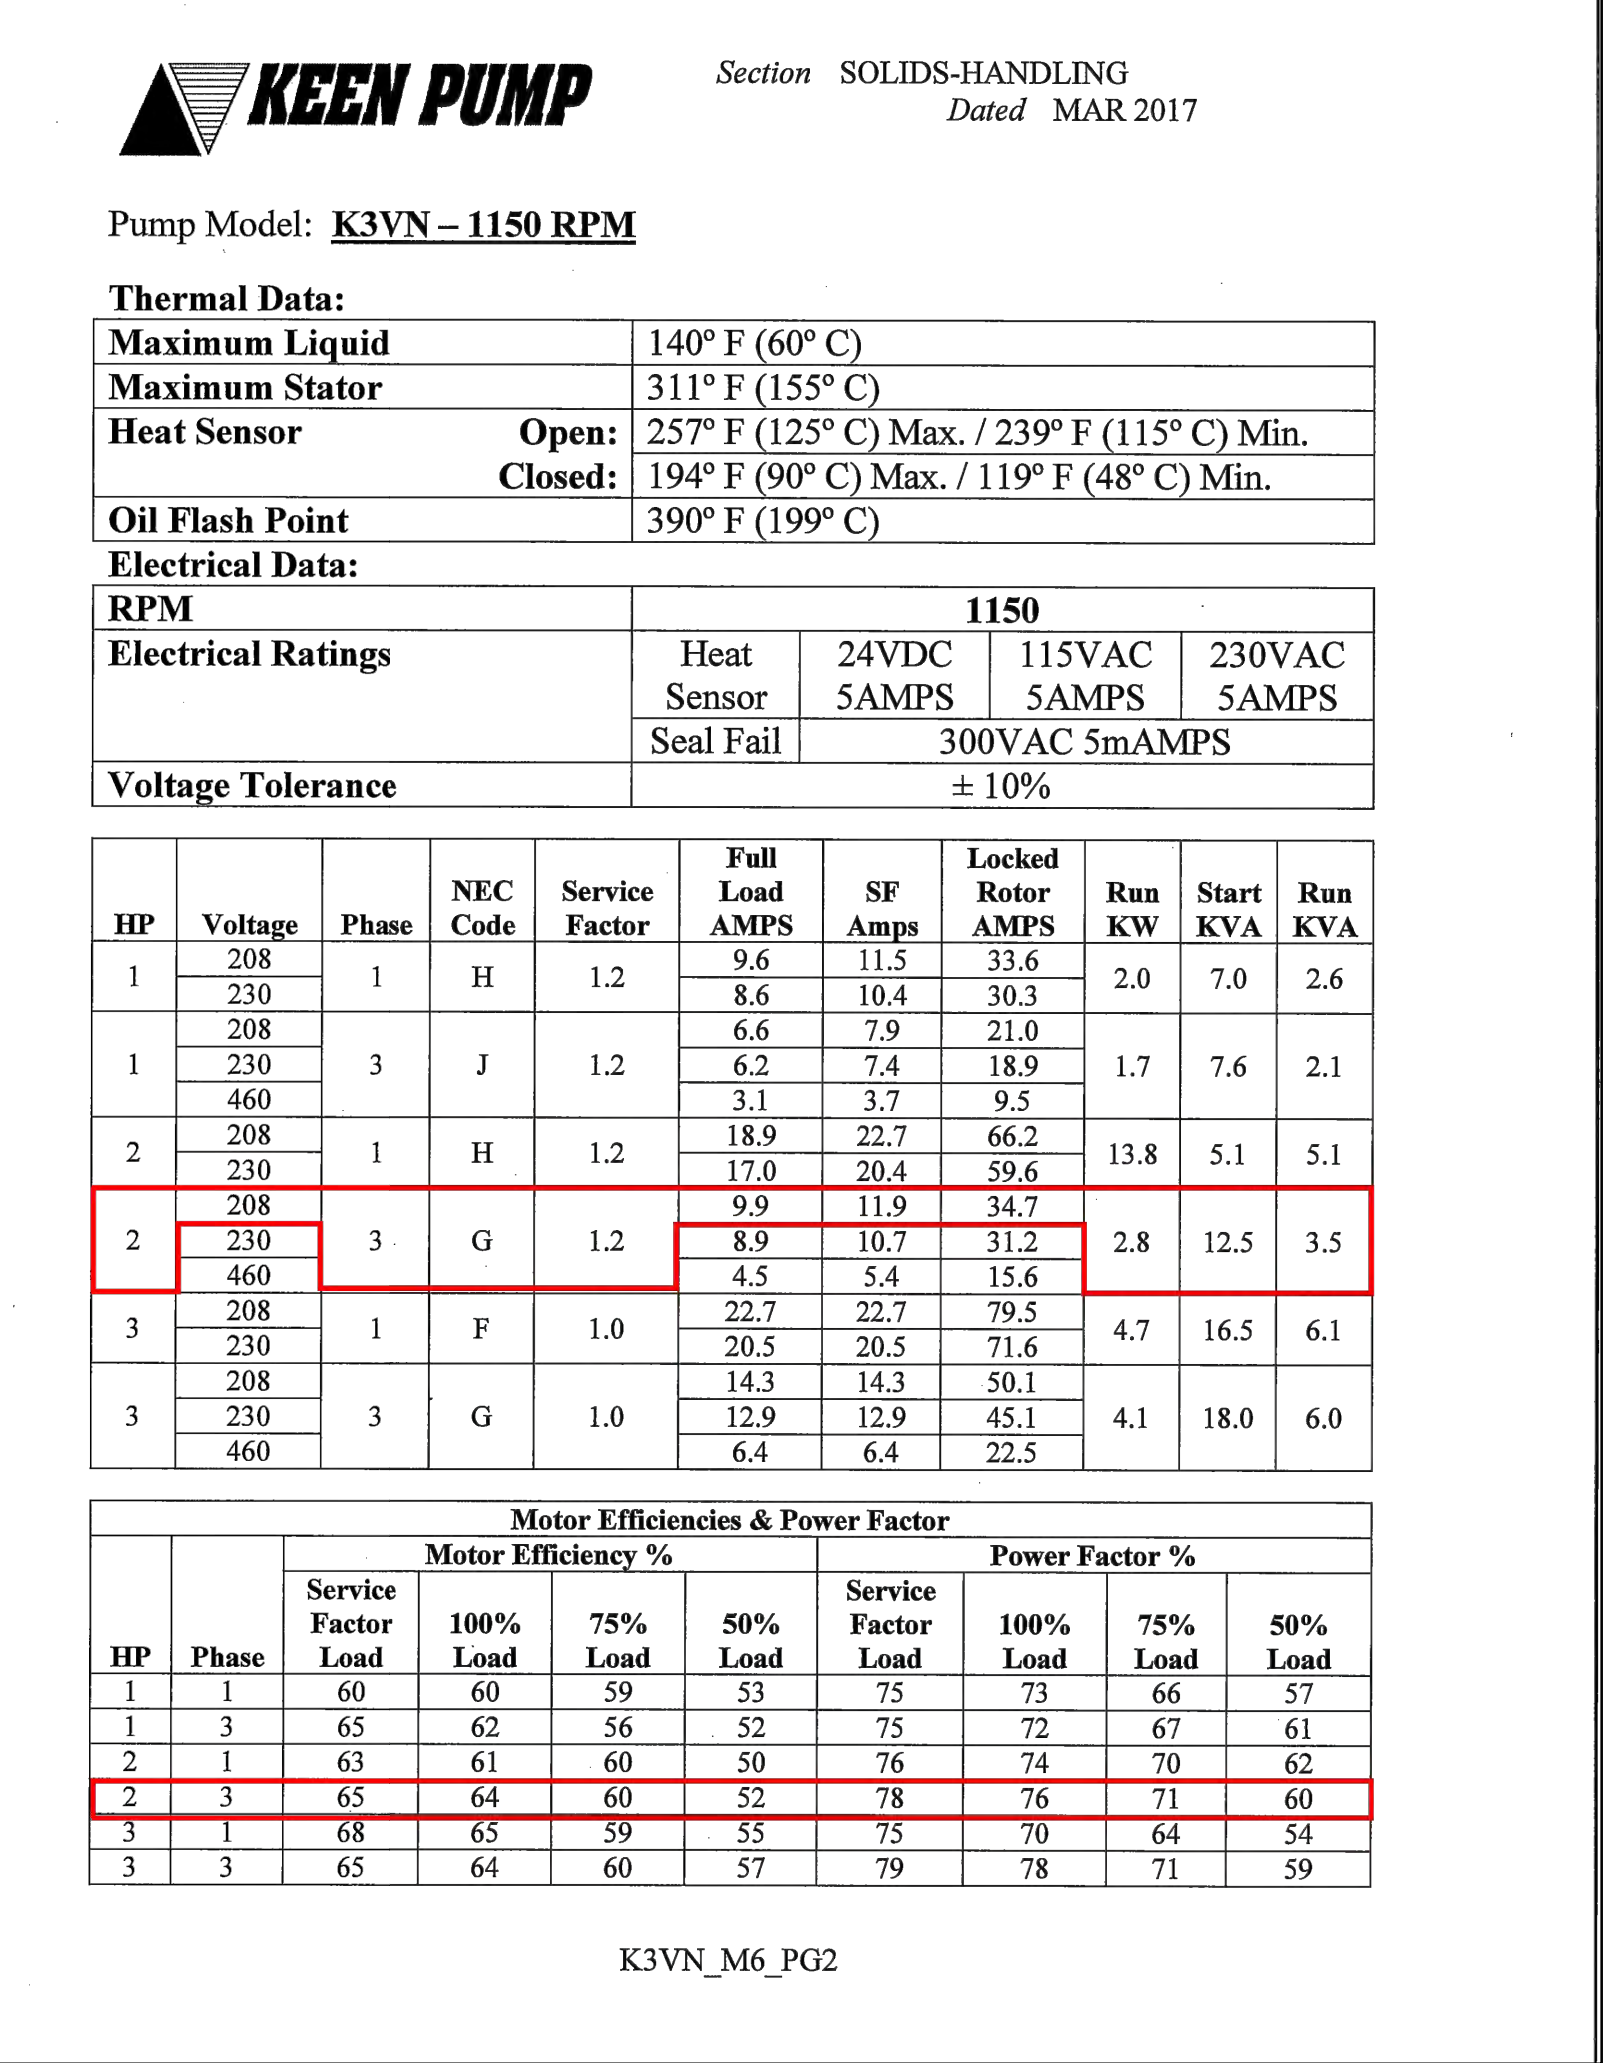 KEEN PUMP
Section SOLIDS-HANDLING
Dated MAR 2017
Pump Model: K3VN – 1150 RPM
Thermal Data:
Maximum Liquid 140º F (60º C)
Maximum Stator 311º F (155º C)
Heat Sensor Open: 257º F (125º C) Max. / 239º F (115º C) Min.
Closed: 194º F (90º C) Max. / 119º F (48º C) Min.
Oil Flash Point 390º F (199º C)
Electrical Data:
RPM 1150
Electrical Ratings Heat 24VDC 115VAC 230VAC
Sensor 5AMPS 5AMPS 5AMPS
Seal Fail 300VAC 5mAMPS
Voltage Tolerance ± 10%
Full Locked
NEC Service Load SF Rotor Run Start Run
HP Voltage Phase Code Factor AMPS Amps AMPS KW KVA KVA
208 9.6 11.5 33.6
1 1 H 1.2 2.0 7.0 2.6
230 8.6 10.4 30.3
208 6.6 7.9 21.0
1 230 3 J 1.2 6.2 7.4 18.9 1.7 7.6 2.1
460 3.1 3.7 9.5
208 18.9 22.7 66.2
2 1 H 1.2 13.8 5.1 5.1
230 17.0 20.4 59.6
208 9.9 11.9 34.7
2 230 3 G 1.2 8.9 10.7 31.2 2.8 12.5 3.5
460 4.5 5.4 15.6
208 22.7 22.7 79.5
3 1 F 1.0 4.7 16.5 6.1
230 20.5 20.5 71.6
208 14.3 14.3 50.1
3 230 3 G 1.0 12.9 12.9 45.1 4.1 18.0 6.0
460 6.4 6.4 22.5
Motor Efficiencies & Power Factor
Motor Efficiency % Power Factor %
Service Service
Factor 100% 75% 50% Factor 100% 75% 50%
HP Phase Load Load Load Load Load Load Load Load
1 1 60 60 59 53 75 73 66 57
1 3 65 62 56 52 75 72 67 61
2 1 63 61 60 50 76 74 70 62
2 3 65 64 60 52 78 76 71 60
3 1 68 65 59 55 75 70 64 54
3 3 65 64 60 57 79 78 71 59
K3VN_M6_PG2